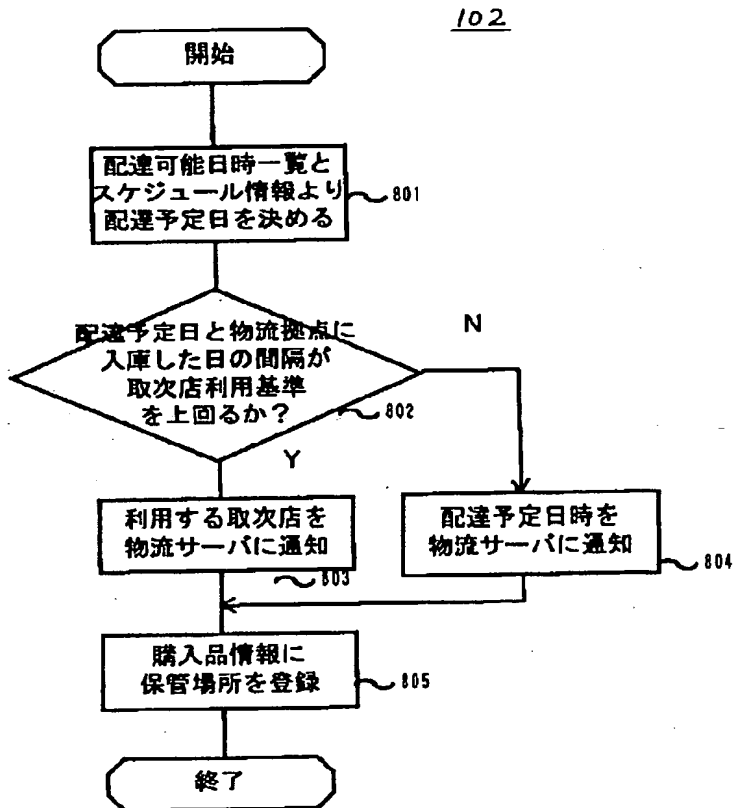 102
開始
配達可能日時一覧と
スケジュール情報より
配達予定日を決める
801
配達予定日と物流拠点に
入庫した日の間隔が
取次店利用基準
を上回るか？
802
N
Y
利用する取次店を
物流サーバに通知
803
配達予定日時を
物流サーバに通知
804
購入品情報に
保管場所を登録
805
終了